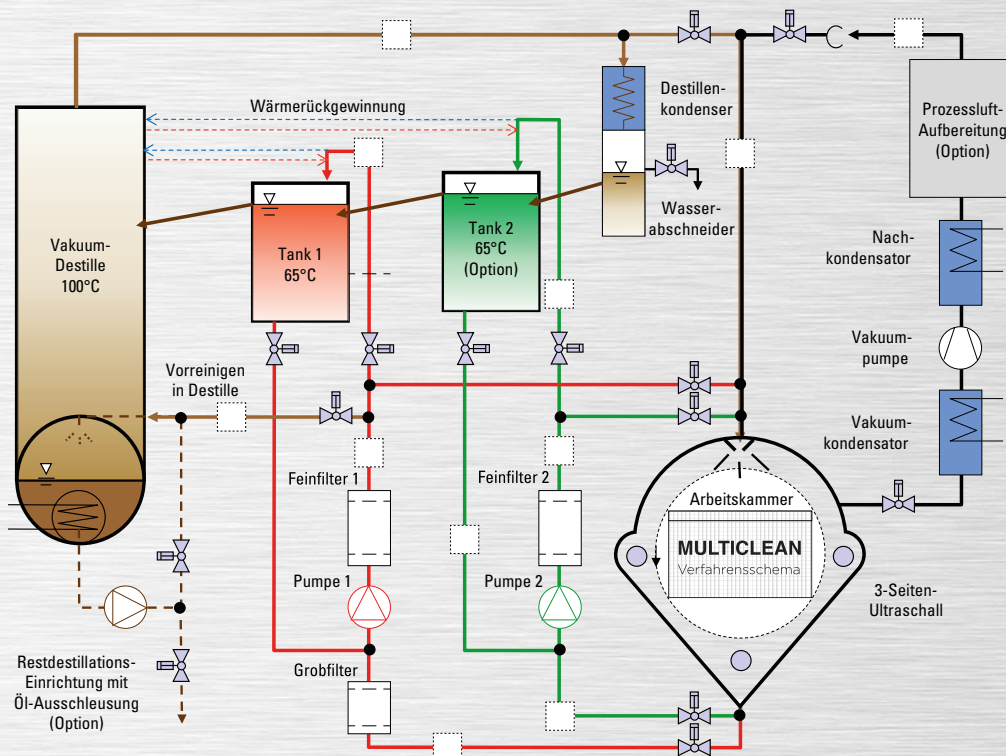 Wärmerückgewinnung
Destillen-
kondenser
Prozessluft-
Aufbereitung
(Option)
Vakuum-
Destille
100°C
Tank 1
65°C
Tank 2
65°C
(Option)
Wasser-
abschneider
Nach-
kondensator
Vakuum-
pumpe
Vorreinigen
in Destille
Vakuum-
kondensator
Feinfilter 1
Feinfilter 2
Arbeitskammer
MULTICLEAN
Verfahrensschema
Pumpe 1
Pumpe 2
3-Seiten-
Ultraschall
Restdestillations-
Einrichtung mit
Öl-Ausschleusung
(Option)
Grobfilter